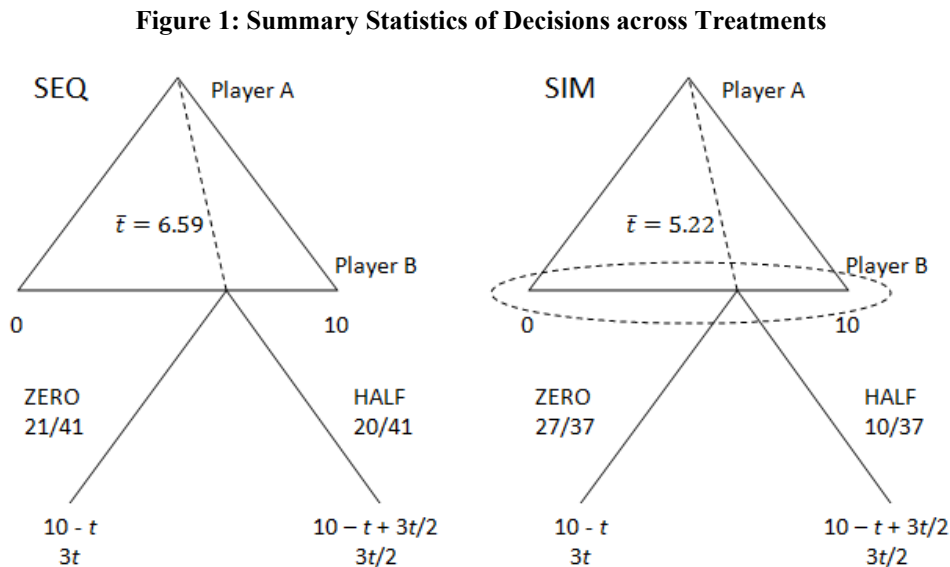 Figure 1: Summary Statistics of Decisions across Treatments
SEQ
Player A
t̄ = 6.59
Player B
0
10
ZERO
21/41
HALF
20/41
10 - t
3t
10 – t + 3t/2
3t/2
SIM
Player A
t̄ = 5.22
Player B
0
10
ZERO
27/37
HALF
10/37
10 - t
3t
10 – t + 3t/2
3t/2